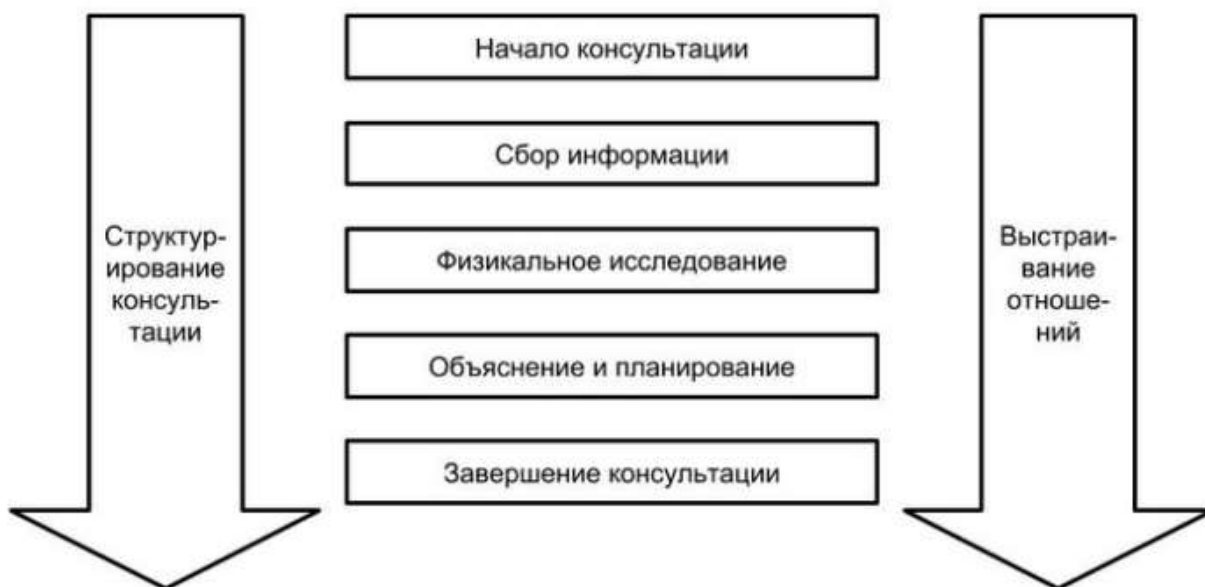 Начало консультации
Сбор информации
Физикальное исследование
Объяснение и планирование
Завершение консультации
Структур-
ирование
консуль-
тации
Выстраи-
вание
отноше-
ний